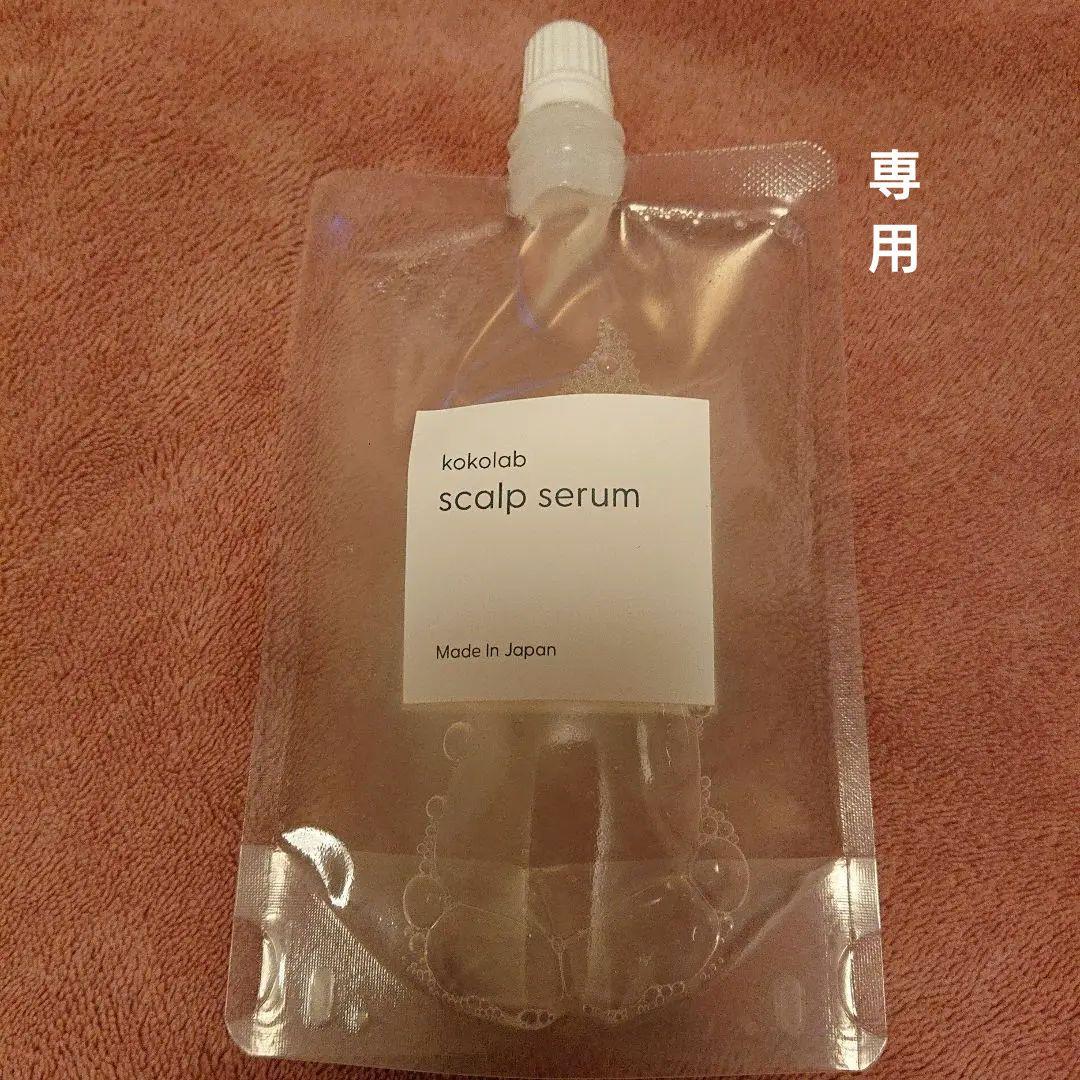 専用
kokolab
scalp serum
Made In Japan